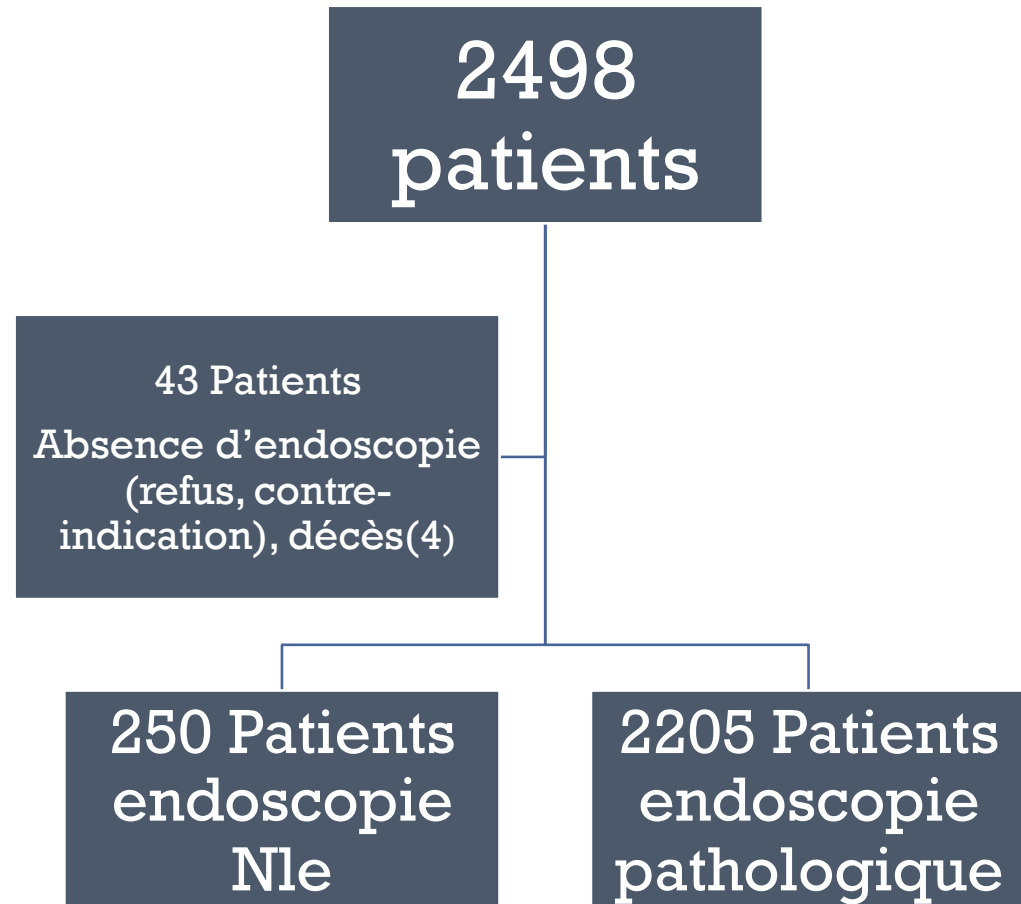 2498
patients
43 Patients
Absence d’endoscopie
(refus, contre-
indication), décès(4)
250 Patients
endoscopie
Nle
2205 Patients
endoscopie
pathologique